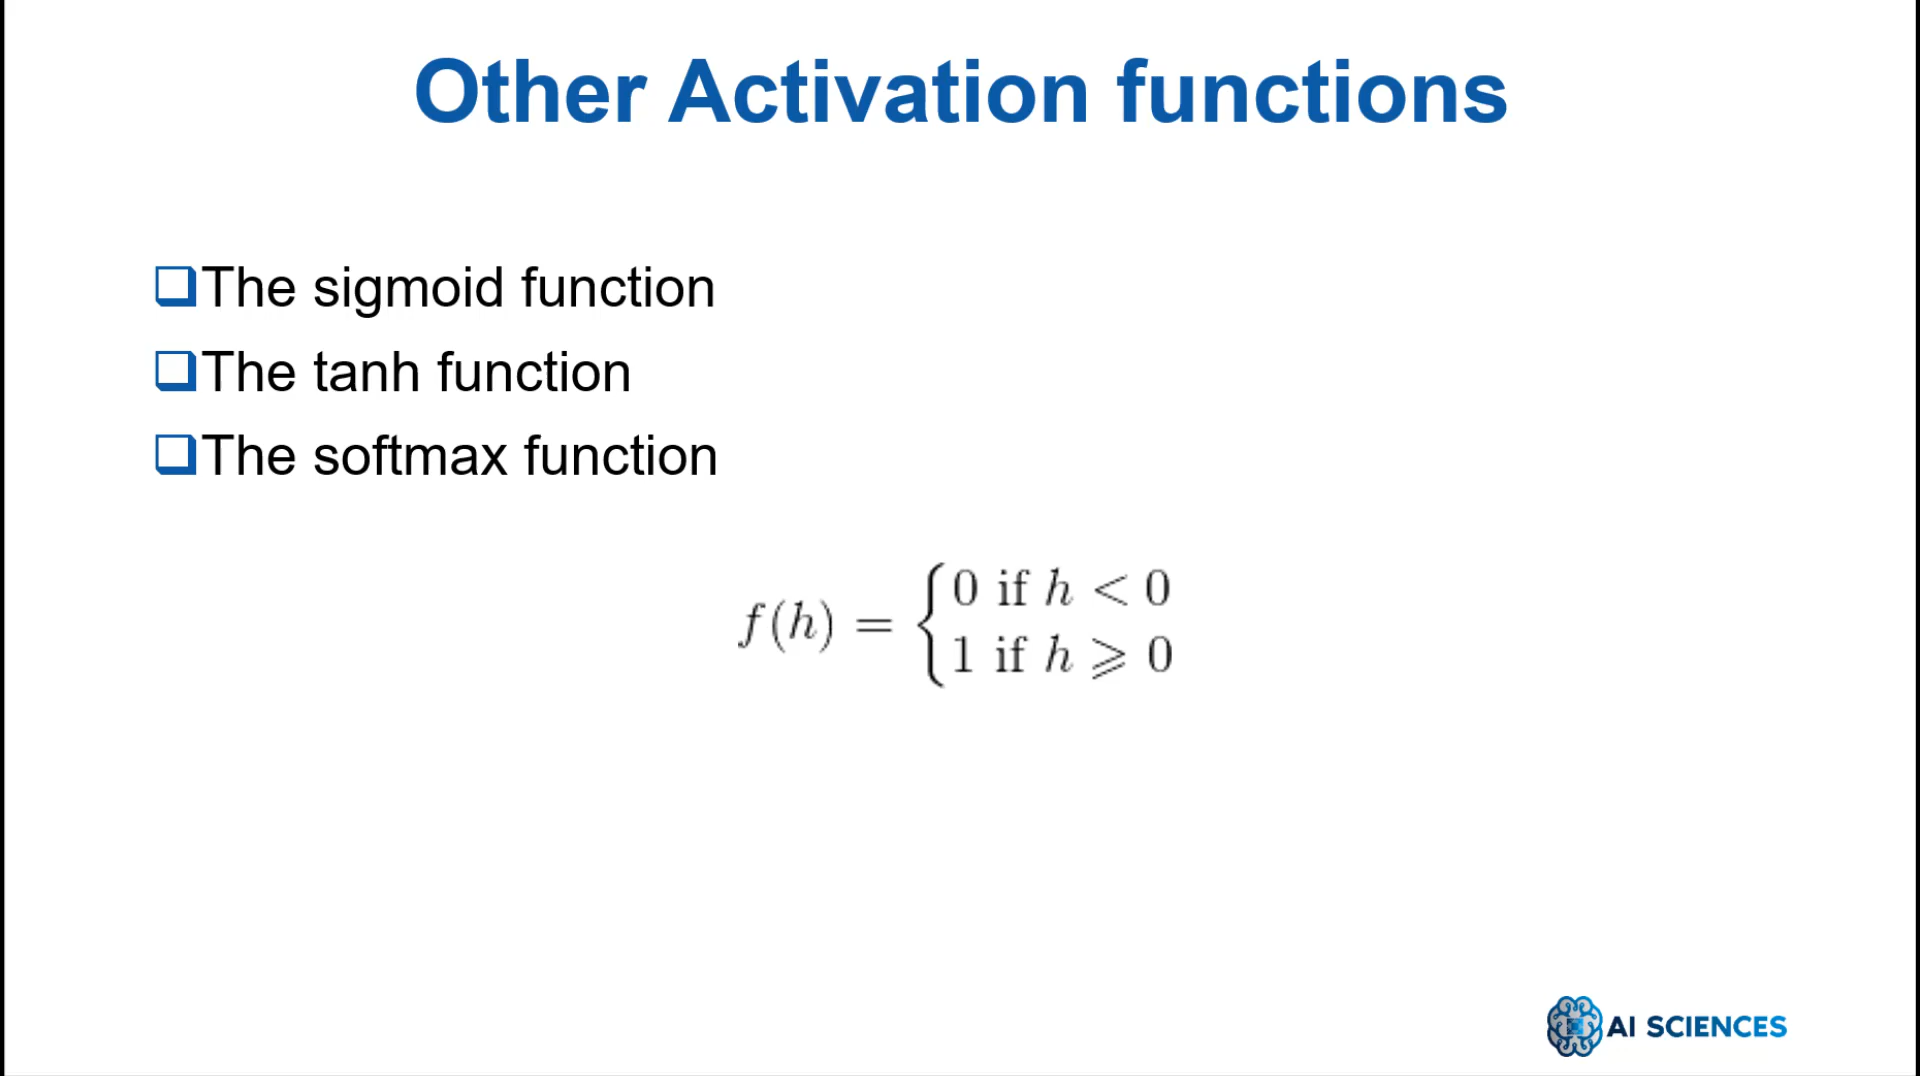 Other Activation functions
The sigmoid function
The tanh function
The softmax function
f(h) = { 0 if h < 0
1 if h ⩾ 0
AI SCIENCES